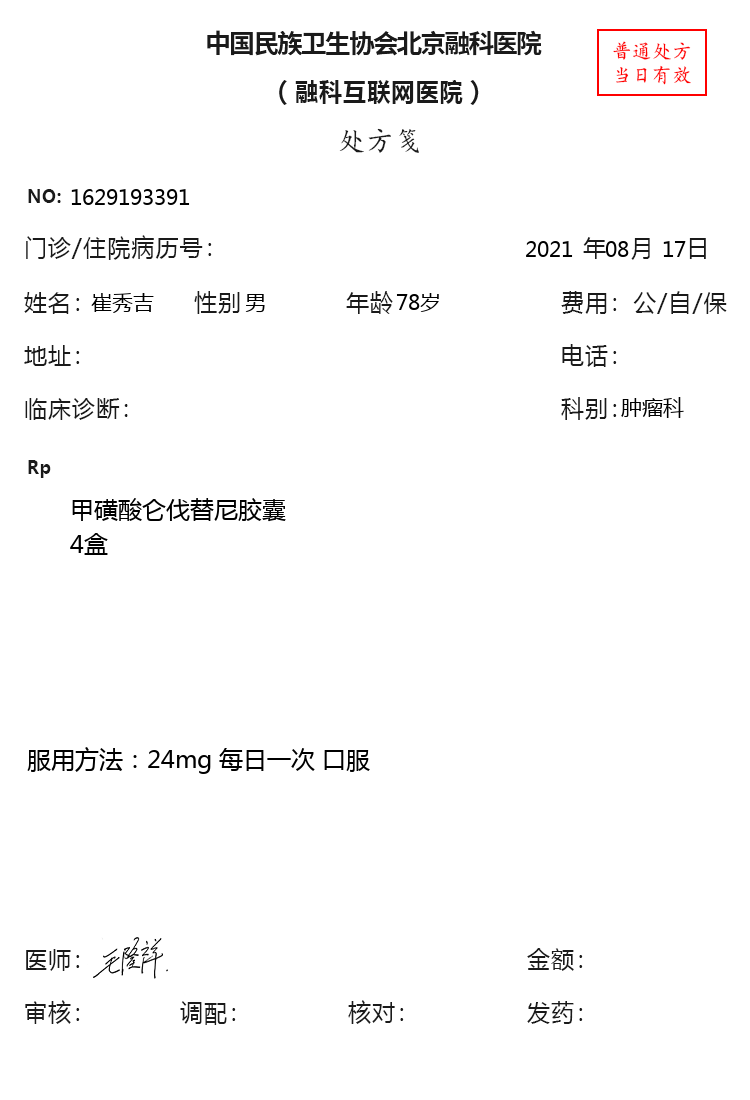 中国民族卫生协会北京融科医院
普通处方
当日有效
（融科互联网医院）
处方笺
NO: 1629193391
门诊/住院病历号: 2021 年08月 17日
姓名: 崔秀吉 性别 男 年龄 78岁 费用: 公/自/保
地址: 电话:
临床诊断: 科别:肿瘤科
Rp
甲磺酸仑伐替尼胶囊
4盒
服用方法：24mg 每日一次 口服
医师: 毛隆祥 金额:
审核: 调配: 核对: 发药: